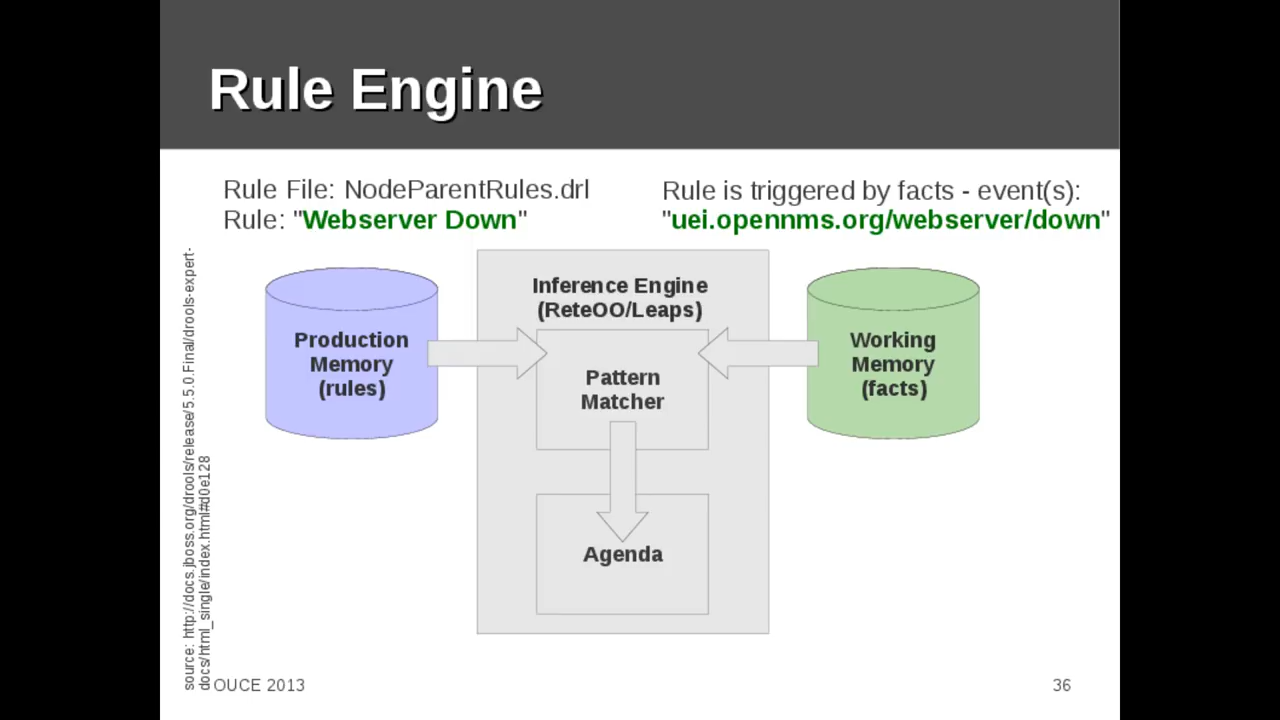 Rule Engine
Rule File: NodeParentRules.drl
Rule: "Webserver Down"
Rule is triggered by facts - event(s):
"uei.opennms.org/webserver/down"
Inference Engine
(ReteOO/Leaps)
Production
Memory
(rules)
Pattern
Matcher
Working
Memory
(facts)
Agenda
source: http://docs.jboss.org/drools/release/5.5.0.Final/drools-expert-
docs/html_single/index.html#d0e128
OUCE 2013
36